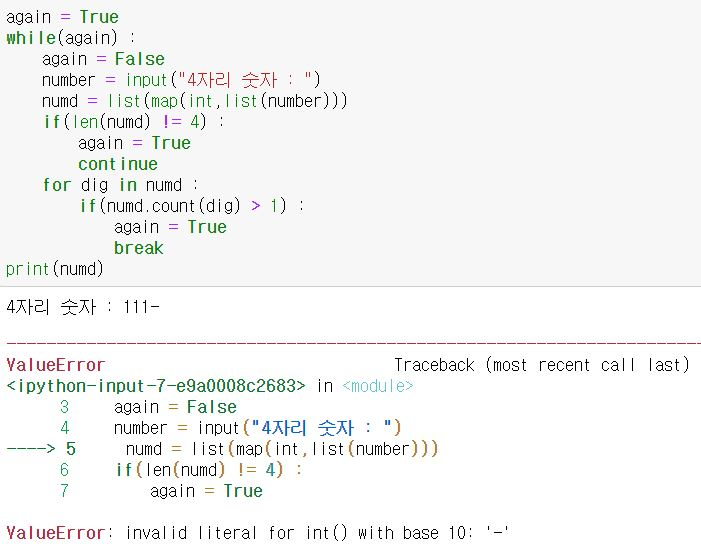 again = True
while(again) :
    again = False
    number = input("4자리 숫자 : ")
    numd = list(map(int,list(number)))
    if(len(numd) != 4) :
        again = True
        continue
    for dig in numd :
        if(numd.count(dig) > 1) :
            again = True
            break
print(numd)
4자리 숫자 : 111-
---------------------------------------------------------------------------
ValueError                                Traceback (most recent call last)
<ipython-input-7-e9a0008c2683> in <module>
      3     again = False
      4     number = input("4자리 숫자 : ")
----> 5     numd = list(map(int,list(number)))
      6     if(len(numd) != 4) :
      7         again = True
ValueError: invalid literal for int() with base 10: '-'